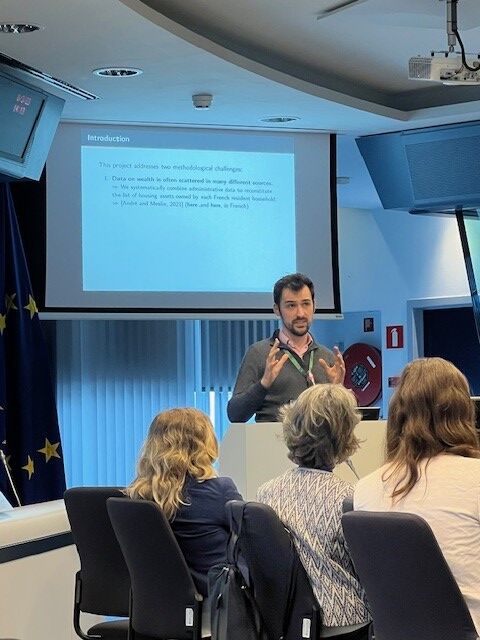 Introduction
This project addresses two methodological challenges:
1. Data on wealth is often scattered in many different sources.
⇒ We systematically combine administrative data to reconstitute
the list of housing assets owned by each French resident household
⇒ [André and Meslin, 2021] (here and here, in French)